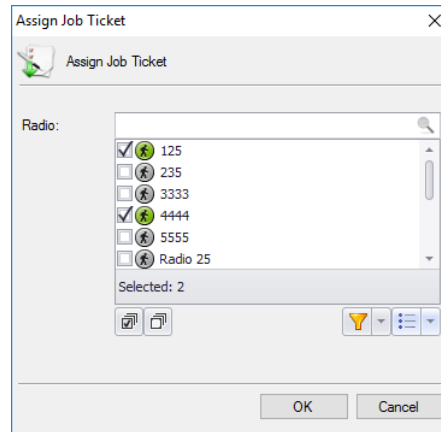 Assign Job Ticket
Assign Job Ticket
Radio:
125
235
3333
4444
5555
Radio 25
Selected: 2
OK Cancel